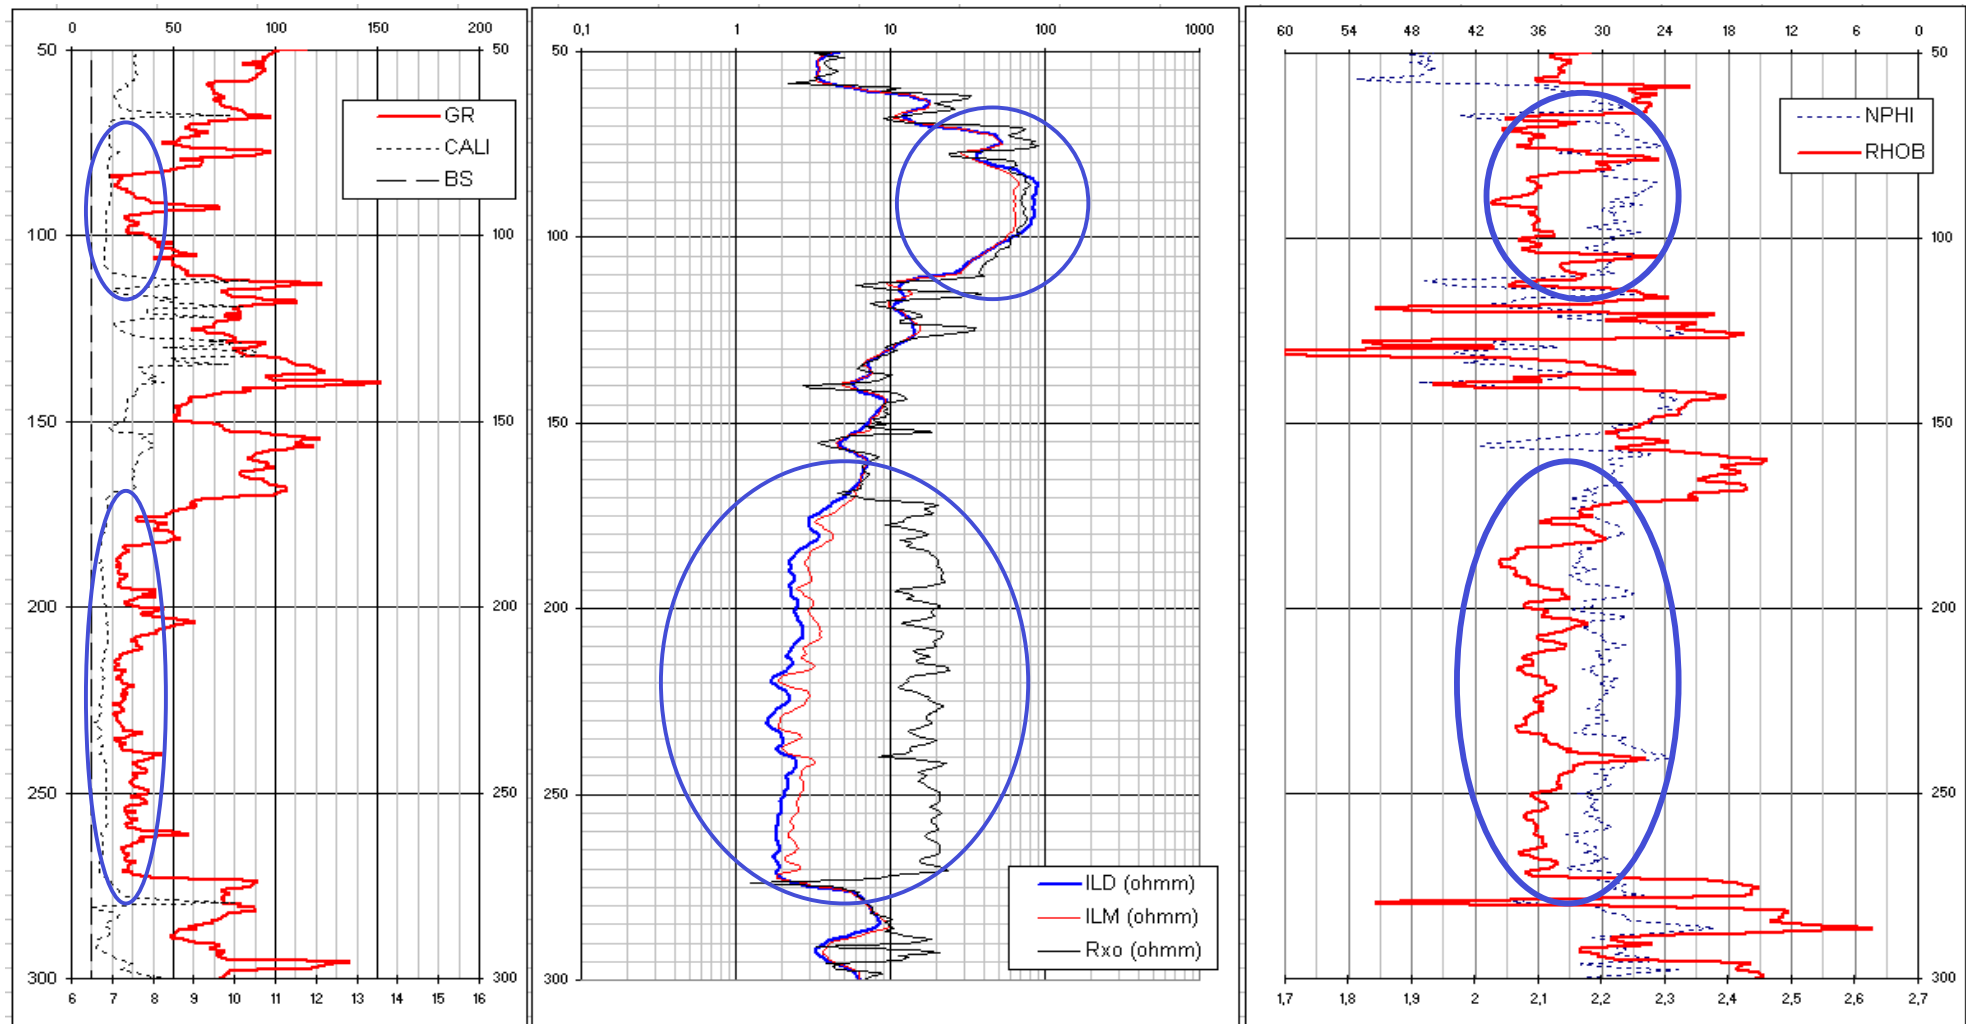 0 50 100 150 200
50 50
GR
CALI
BS
100 100
150 150
200 200
250 250
300 300
6 7 8 9 10 11 12 13 14 15 16
0,1 1 10 100 1000
50
100
150
200
250
300
ILD (ohmm)
ILM (ohmm)
Rxo (ohmm)
60 54 48 42 36 30 24 18 12 6 0
50
NPHI
RHOB
100
150
200
250
300
1,7 1,8 1,9 2 2,1 2,2 2,3 2,4 2,5 2,6 2,7